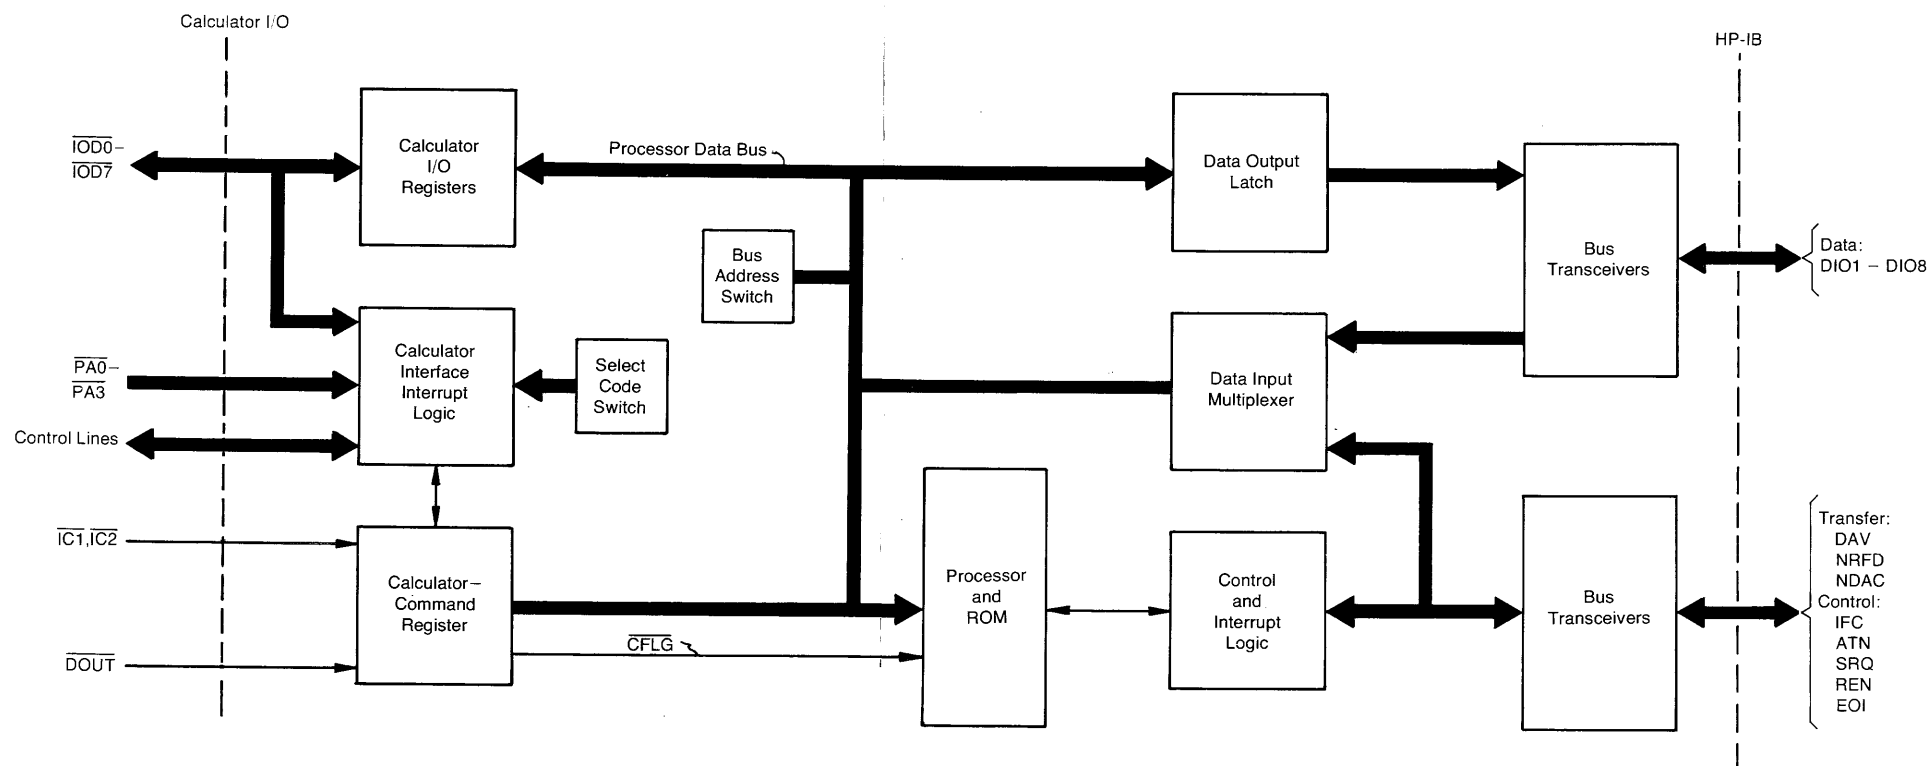 Calculator I/O
HP-IB
IOD0–
IOD7
Calculator
I/O
Registers
Processor Data Bus
Data Output
Latch
Bus
Transceivers
Data:
DIO1 – DIO8
Bus
Address
Switch
PA0–
PA3
Control Lines
Calculator
Interface
Interrupt
Logic
Select
Code
Switch
Data Input
Multiplexer
IC1,IC2
DOUT
Calculator–
Command
Register
CFLG
Processor
and
ROM
Control
and
Interrupt
Logic
Bus
Transceivers
Transfer:
DAV
NRFD
NDAC
Control:
IFC
ATN
SRQ
REN
EOI